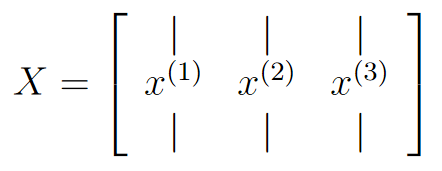 | | |
X = [ x^(1) x^(2) x^(3) ]
| | |